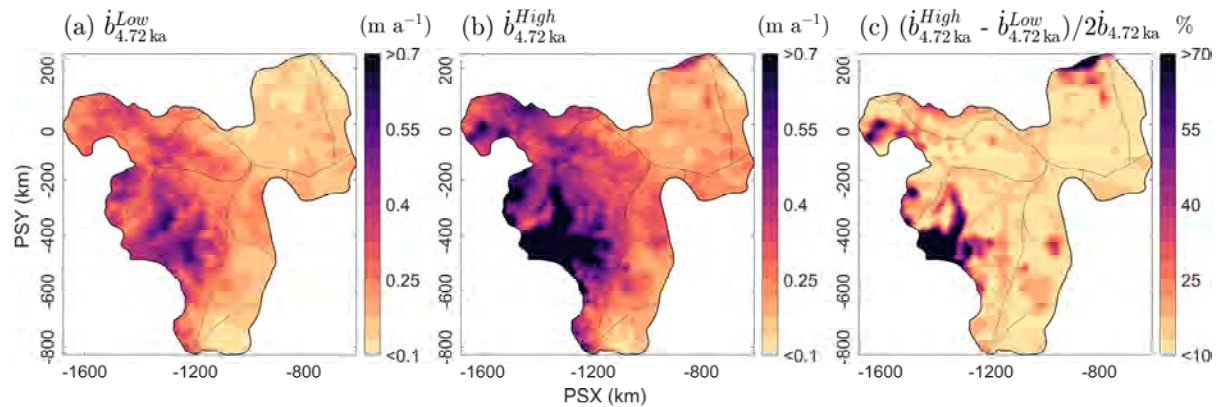 (a) ḃ^Low_4.72 ka (m a⁻¹) (b) ḃ^High_4.72 ka (m a⁻¹) (c) (ḃ^High_4.72 ka - ḃ^Low_4.72 ka)/2ḃ_4.72 ka %
>0.7 >0.7 >70
200 200 200
0.55 0.55 55
0 0 0
-200 -200 -200
0.4 0.4 40
PSY (km)
-400 -400 -400
0.25 0.25 25
-600 -600 -600
-800 <0.1 -800 <0.1 -800 <10
-1600 -1200 -800 -1600 -1200 -800 -1600 -1200 -800
PSX (km)